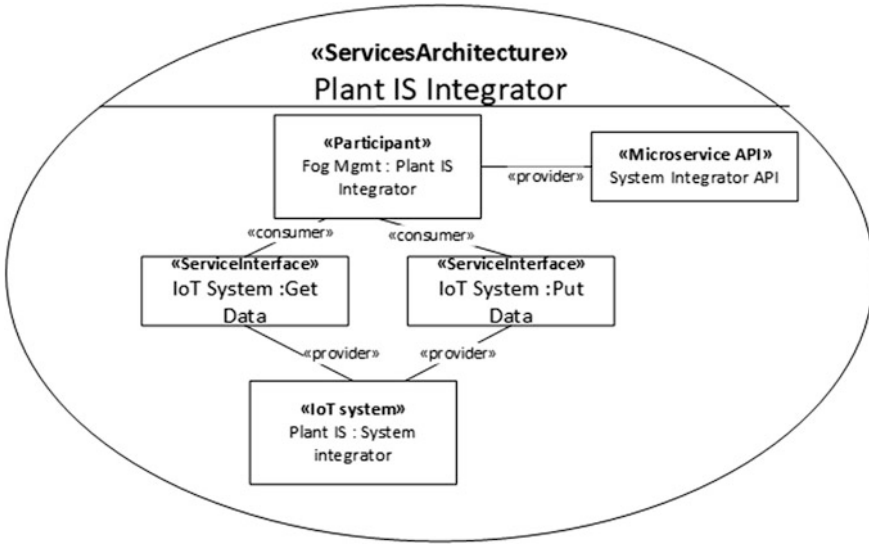 «ServicesArchitecture»
Plant IS Integrator
«Participant»
Fog Mgmt : Plant IS
Integrator
«Microservice API»
System Integrator API
«provider»
«consumer»
«consumer»
«ServiceInterface»
IoT System :Get
Data
«ServiceInterface»
IoT System :Put
Data
«provider»
«provider»
«IoT system»
Plant IS : System
integrator